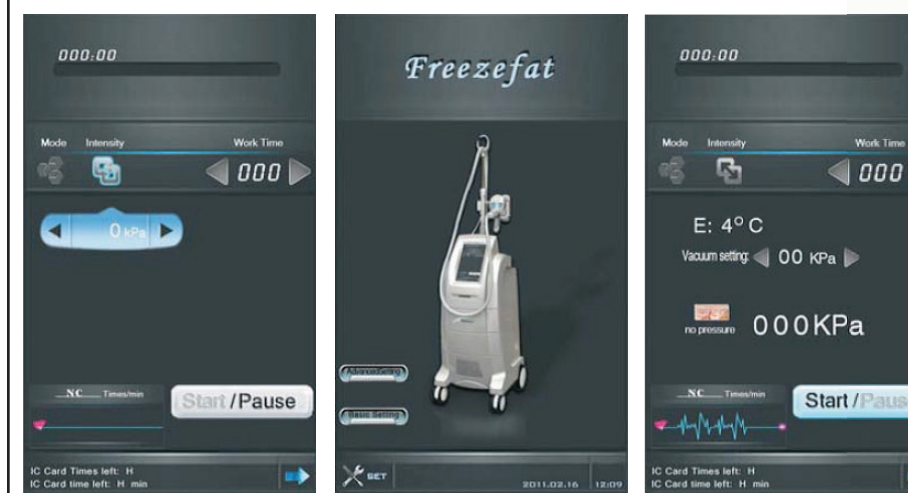 000:00
Mode Intensity Work Time
000
0 kPa
NC Times/min
Start /Pause
IC Card Times left: H
IC Card time left: H min
Freezefat
AdvancedSetting
Basic Setting
SET
2011.02.16 12:09
000:00
Mode Intensity Work Time
000
E: 4°C
Vacuum setting: 00 KPa
no pressure 000KPa
NC Times/min
Start /Paus
IC Card Times left: H
IC Card time left: H min